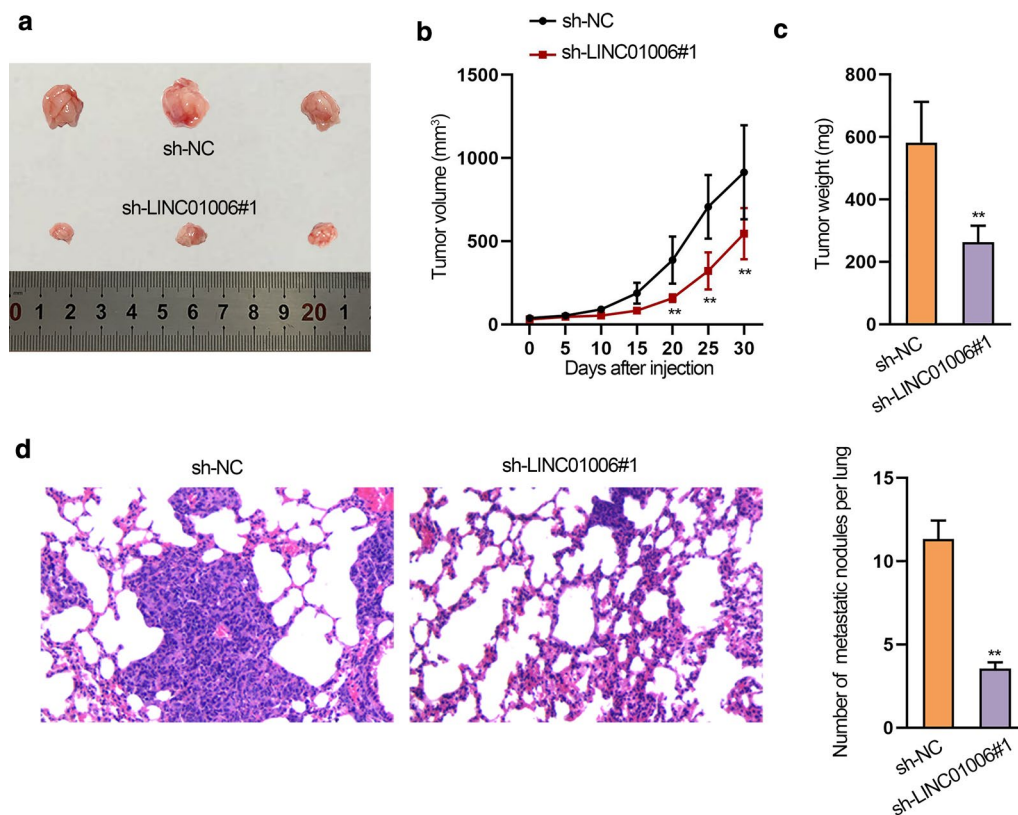 a
sh-NC
sh-LINC01006#1
0 1 2 3 4 5 6 7 8 9 20 1
b
sh-NC
sh-LINC01006#1
Tumor volume (mm³)
1500
1000
500
0
**
**
**
0 5 10 15 20 25 30
Days after injection
c
Tumor weight (mg)
800
600
400
200
0
**
sh-NC
sh-LINC01006#1
d
sh-NC
sh-LINC01006#1
Number of metastatic nodules per lung
15
10
5
0
**
sh-NC
sh-LINC01006#1